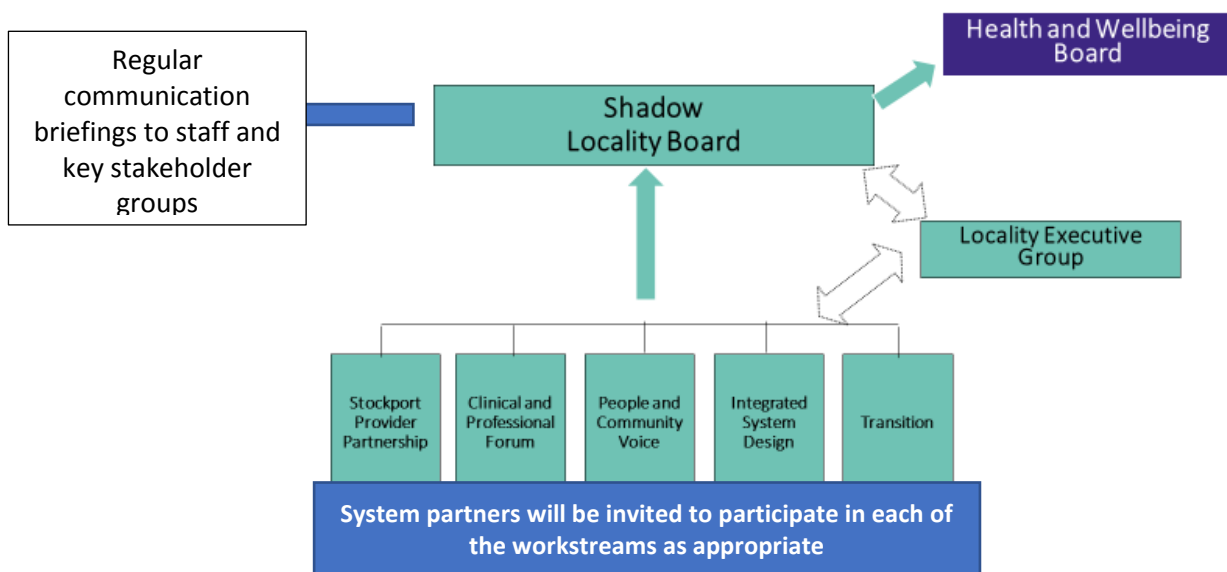 Regular
communication
briefings to staff and
key stakeholder
groups
Health and Wellbeing
Board
Shadow
Locality Board
Locality Executive
Group
Stockport
Provider
Partnership
Clinical and
Professional
Forum
People and
Community
Voice
Integrated
System
Design
Transition
System partners will be invited to participate in each of
the workstreams as appropriate